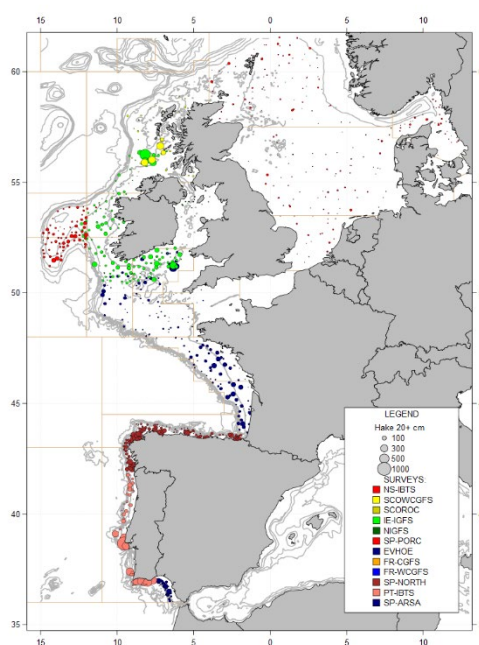 60
55
50
45
40
35
15 10 5 0 5 10
LEGEND
Hake 20+ cm
100
300
500
1000
SURVEYS:
NS-IBTS
SCOWCGFS
SCOROC
IE-IGFS
NIGFS
SP-PORC
EVHOE
FR-CGFS
FR-WCGFS
SP-NORTH
PT-IBTS
SP-ARSA
15 10 5 0 5 10